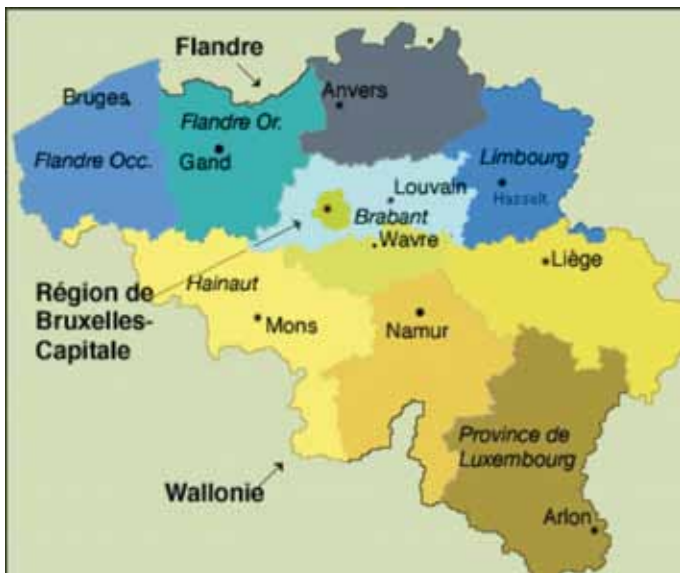 Flandre
Bruges
Anvers
Flandre Or.
Flandre Occ.
Gand
Limbourg
Louvain
Hasselt
Brabant
Wavre
Liège
Hainaut
Région de
Bruxelles-
Capitale
Mons
Namur
Province de
Luxembourg
Wallonie
Arlon